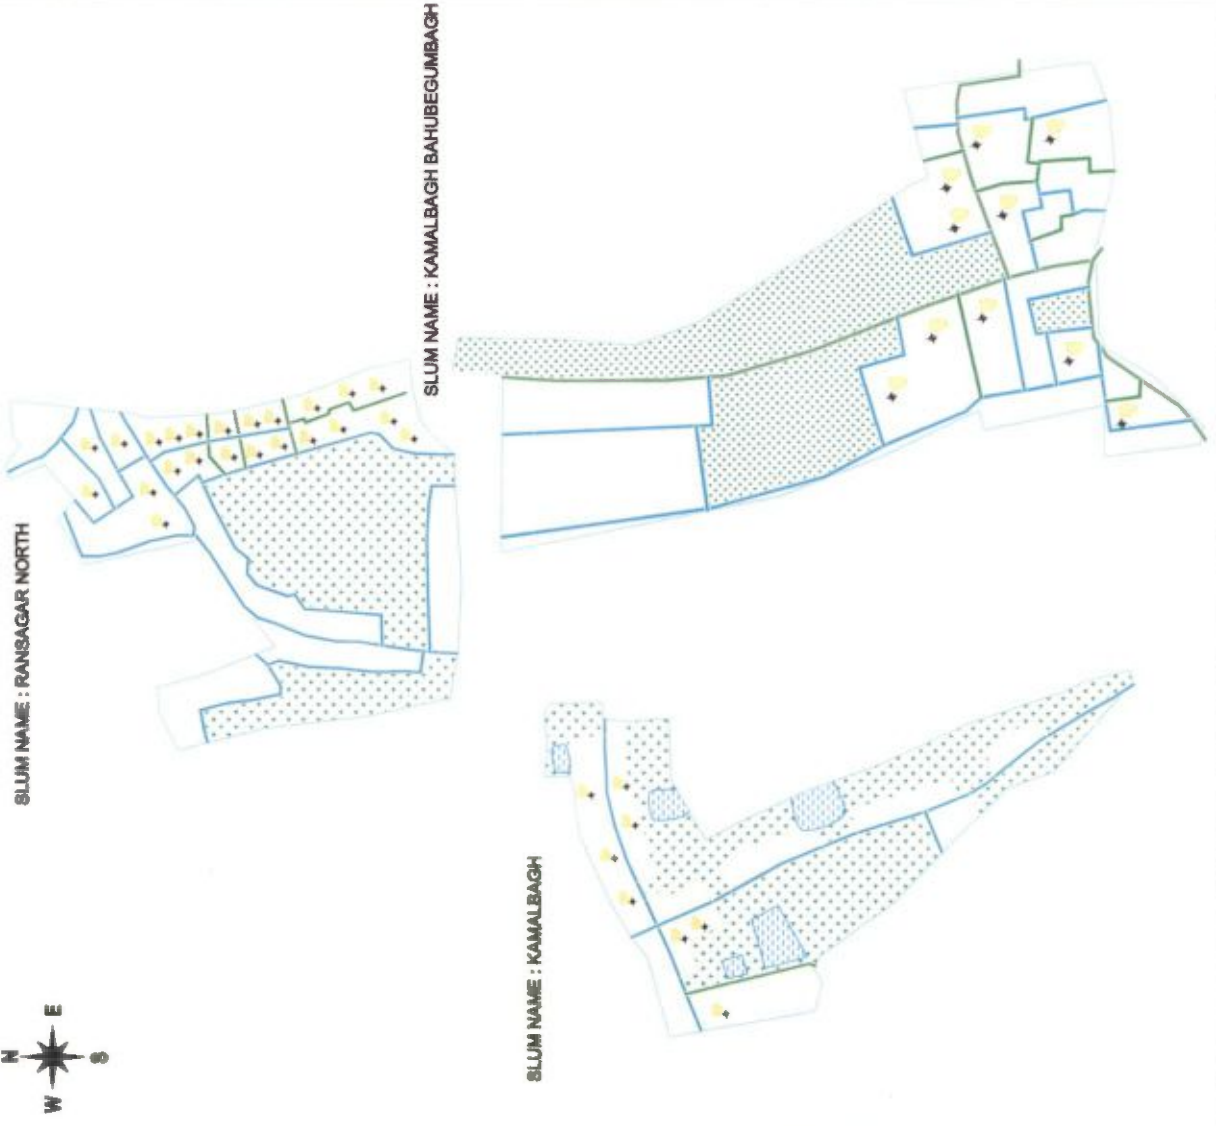 SLUM NAME : KAMALBAGH BAHUBEGUMBAGH
SLUM NAME : RANSAGAR NORTH
SLUM NAME : KAMALBAGH
N
W E
S